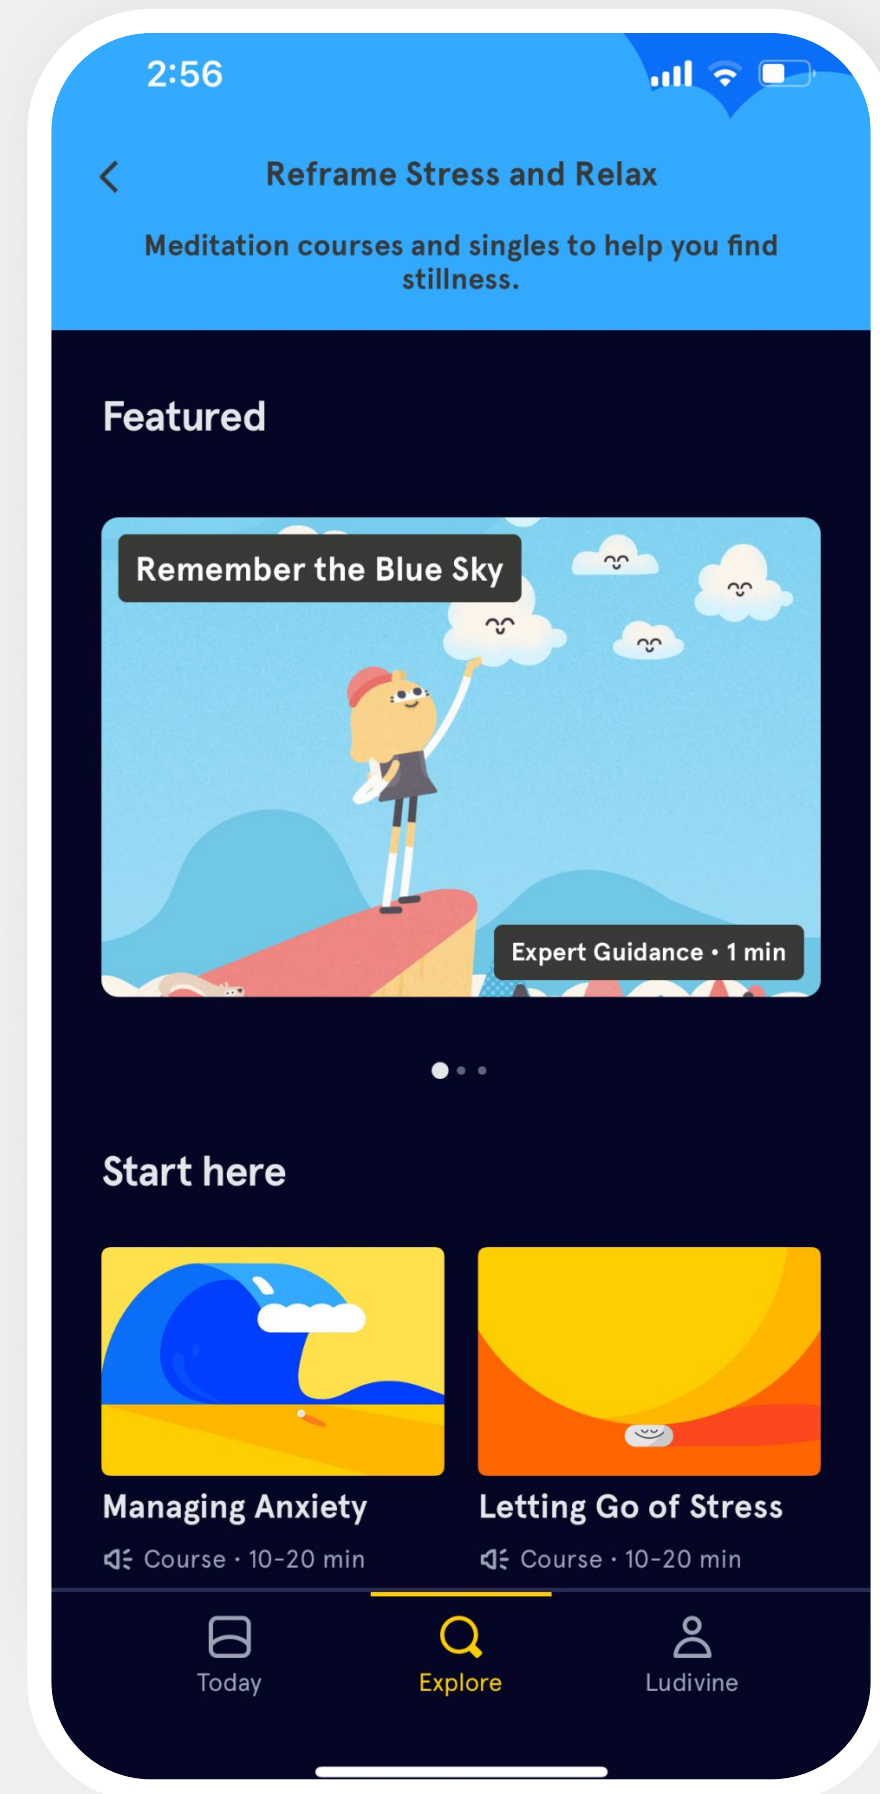 2:56
Reframe Stress and Relax
Meditation courses and singles to help you find
stillness.
Featured
Remember the Blue Sky
Expert Guidance • 1 min
Start here
Managing Anxiety
Letting Go of Stress
Course · 10-20 min
Course · 10-20 min
Today
Explore
Ludivine